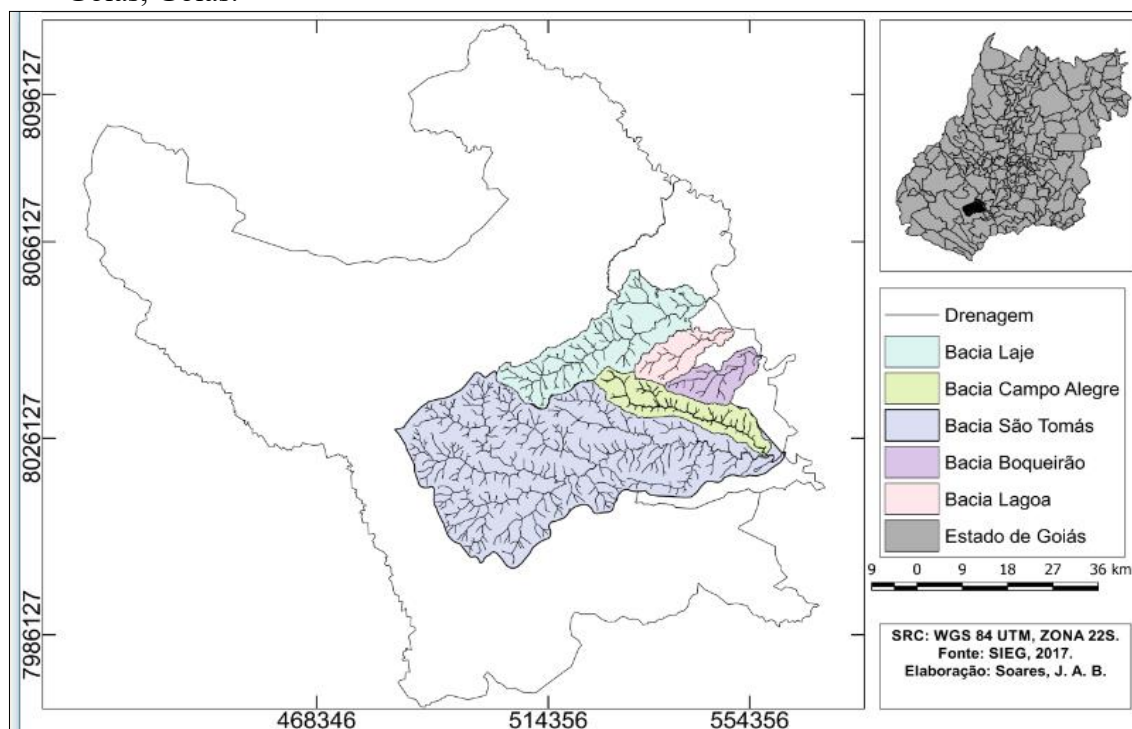 Goiás, Goiás.
8096127
8066127
8026127
7986127
468346
514356
554356
Drenagem
Bacia Laje
Bacia Campo Alegre
Bacia São Tomás
Bacia Boqueirão
Bacia Lagoa
Estado de Goiás
9 0 9 18 27 36 km
SRC: WGS 84 UTM, ZONA 22S.
Fonte: SIEG, 2017.
Elaboração: Soares, J. A. B.